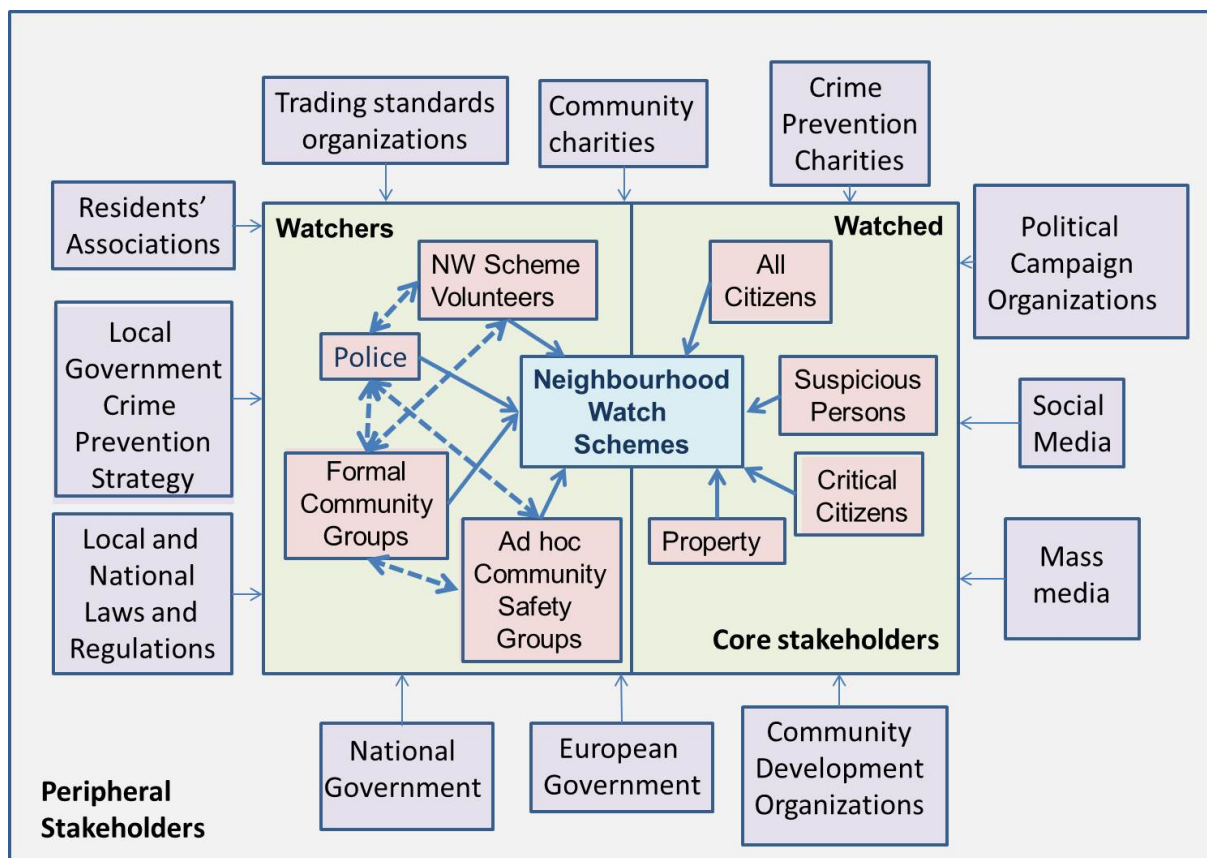 Trading standards
organizations
Community
charities
Crime
Prevention
Charities
Residents’
Associations
Watchers
Watched
Political
Campaign
Organizations
NW Scheme
Volunteers
All
Citizens
Local
Government
Crime
Prevention
Strategy
Police
Neighbourhood
Watch
Schemes
Suspicious
Persons
Social
Media
Formal
Community
Groups
Critical
Citizens
Property
Ad hoc
Community
Safety
Groups
Local and
National
Laws and
Regulations
Mass
media
Core stakeholders
National
Government
European
Government
Community
Development
Organizations
Peripheral
Stakeholders